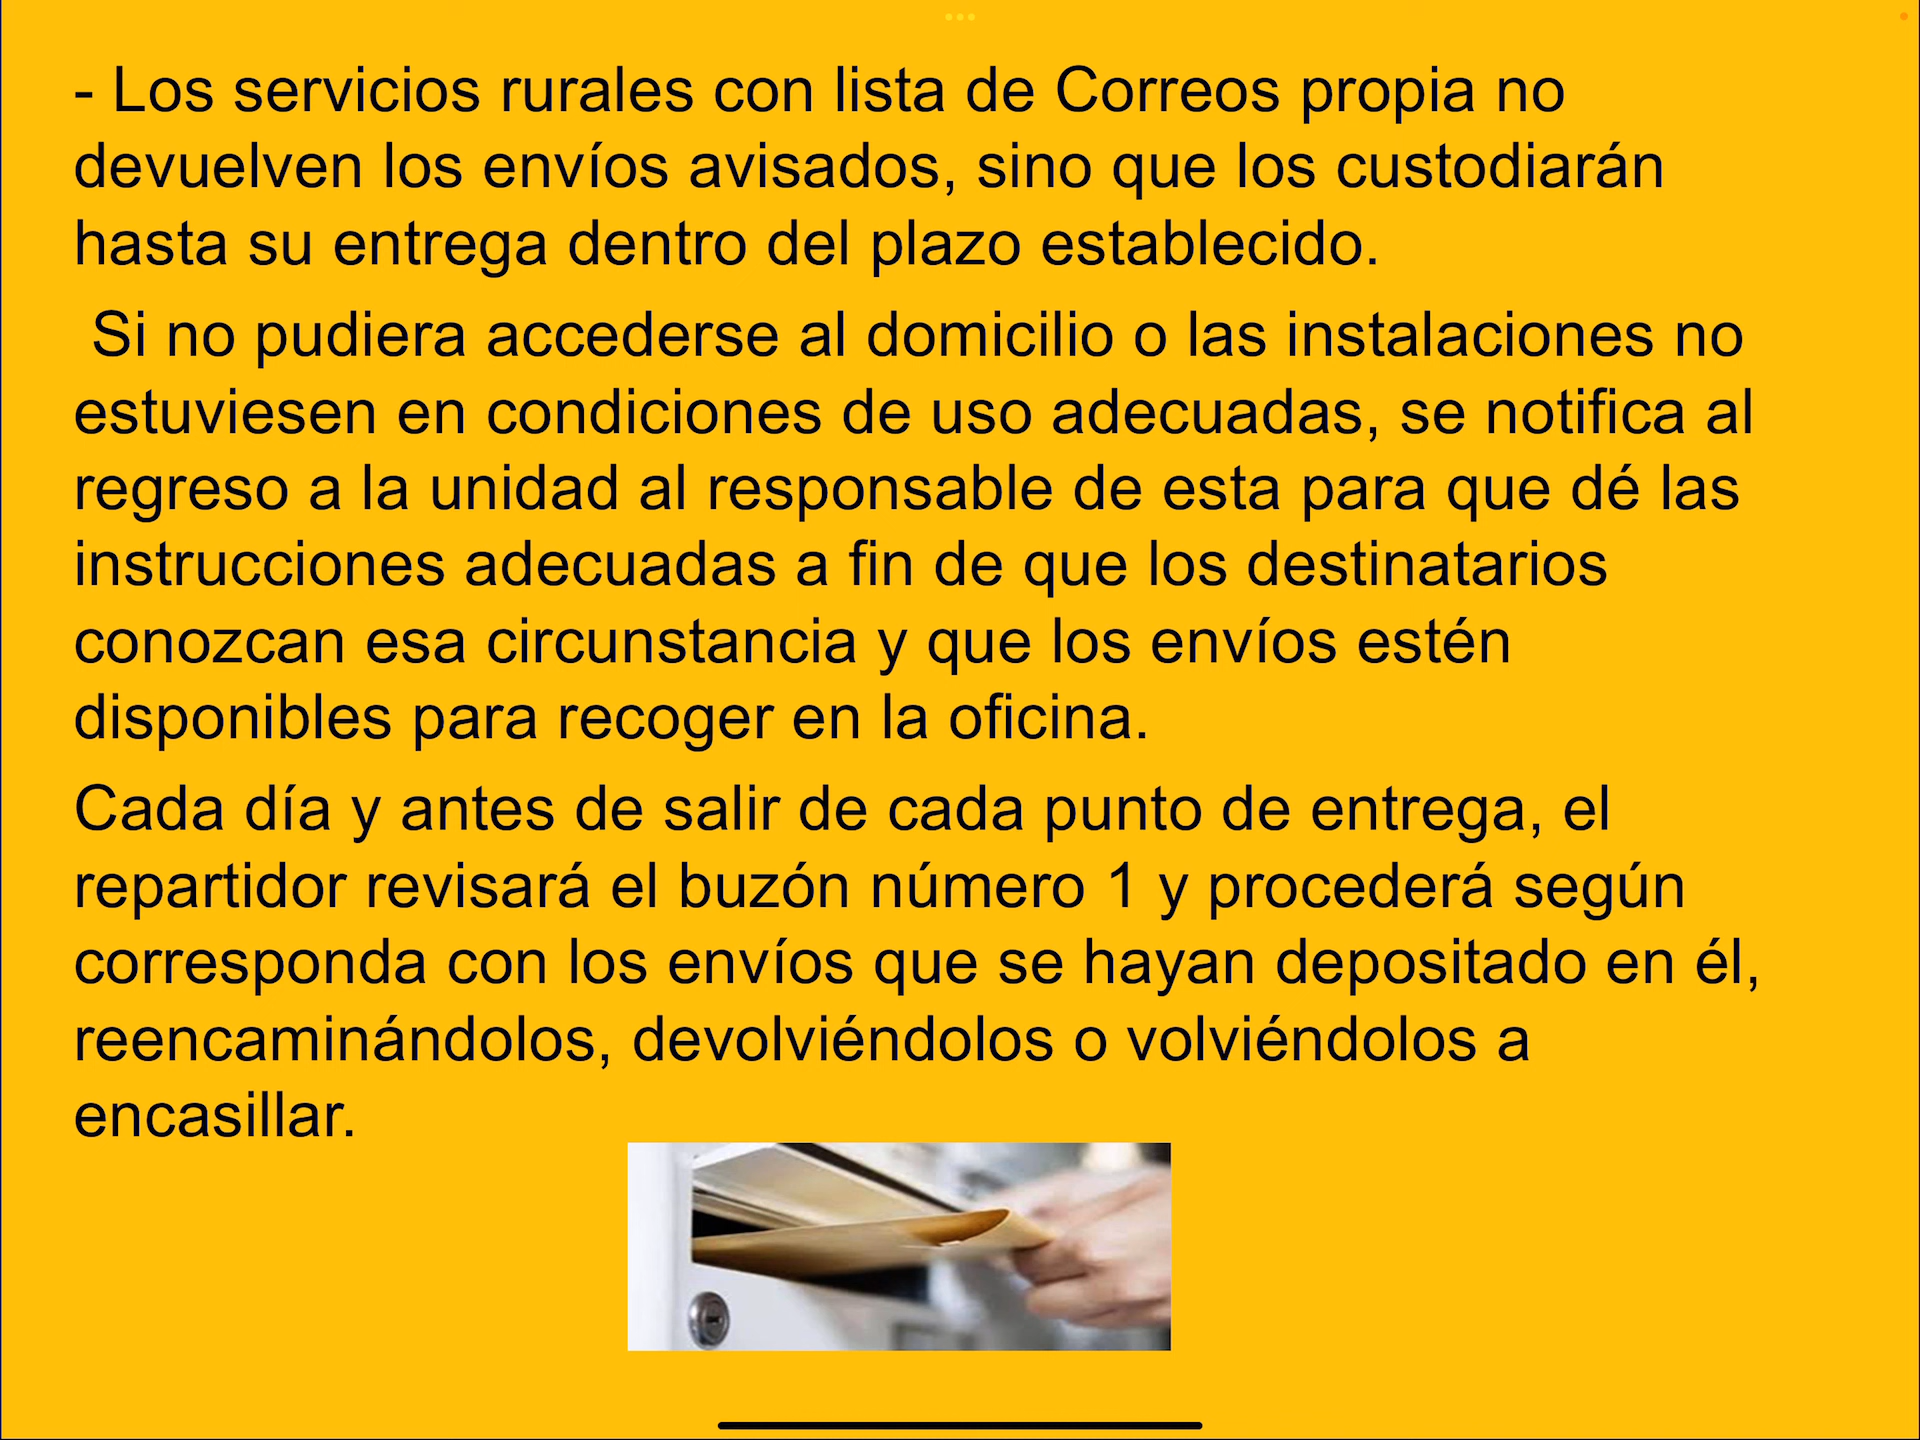 - Los servicios rurales con lista de Correos propia no
devuelven los envíos avisados, sino que los custodiarán
hasta su entrega dentro del plazo establecido.
Si no pudiera accederse al domicilio o las instalaciones no
estuviesen en condiciones de uso adecuadas, se notifica al
regreso a la unidad al responsable de esta para que dé las
instrucciones adecuadas a fin de que los destinatarios
conozcan esa circunstancia y que los envíos estén
disponibles para recoger en la oficina.
Cada día y antes de salir de cada punto de entrega, el
repartidor revisará el buzón número 1 y procederá según
corresponda con los envíos que se hayan depositado en él,
reencaminándolos, devolviéndolos o volviéndolos a
encasillar.